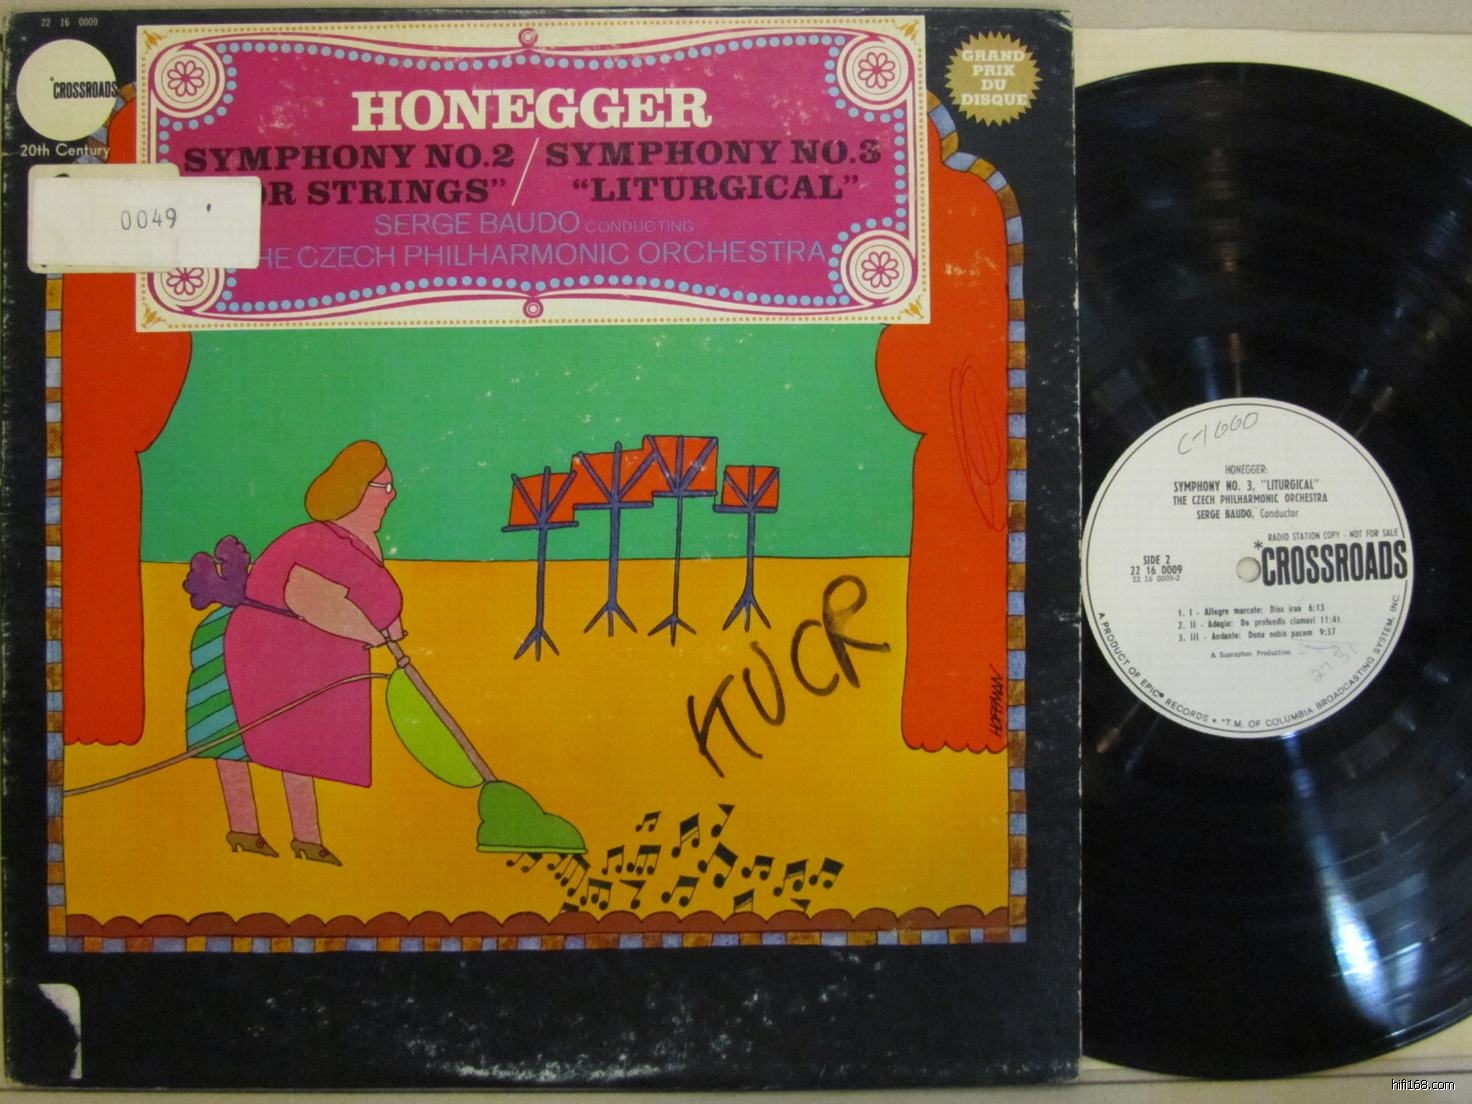 22 16 0009
*CROSSROADS
20th Century
GRAND
PRIX
DU
DISQUE
HONEGGER
SYMPHONY NO.2 / SYMPHONY NO.3
OR STRINGS" "LITURGICAL"
SERGE BAUDO CONDUCTING
HE CZECH PHILHARMONIC ORCHESTRA
0049
KUCR
HOFFMAN
C-1660
HONEGGER:
SYMPHONY NO. 3, "LITURGICAL"
THE CZECH PHILHARMONIC ORCHESTRA
SERGE BAUDO, Conductor
RADIO STATION COPY - NOT FOR SALE
*CROSSROADS
SIDE 2
22 16 0009
22 16 0009-2
1. I - Allegro marcato: Dies irae 6:13
2. II - Adagio: De profundis clamavi 11:41
3. III - Andante: Dona nobis pacem 9:37
A Supraphon Production
27:31
A PRODUCT OF EPIC® RECORDS * *T.M. OF COLUMBIA BROADCASTING SYSTEM, INC.
hifi168.com